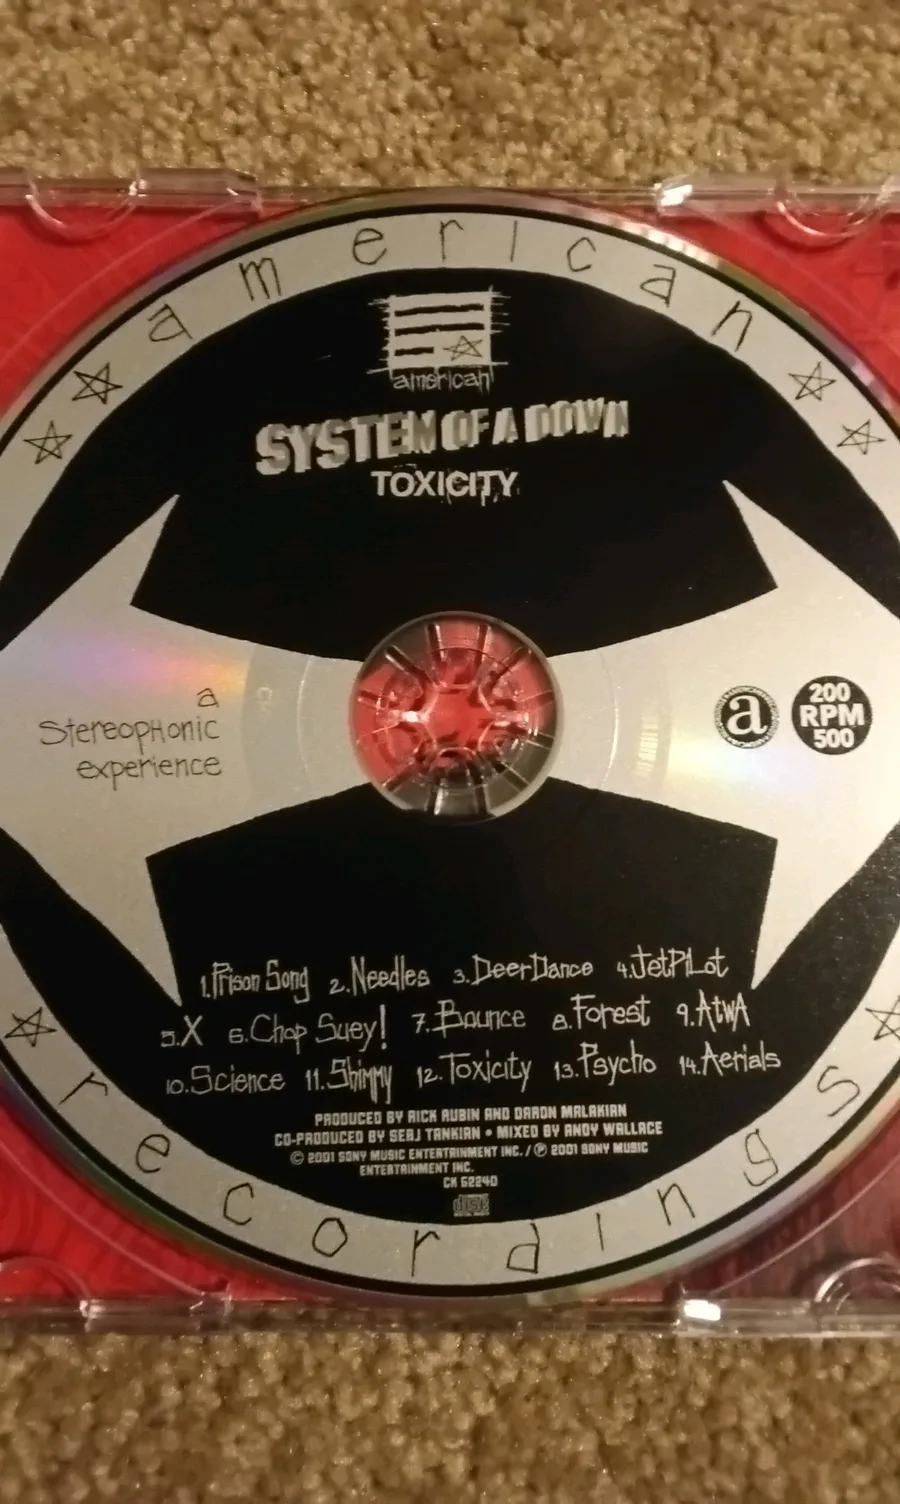 american
american
SYSTEM OF A DOWN
TOXICITY
a
Stereophonic
experience
a
200
RPM
500
1.Prison Song 2.Needles 3.DeerDance 4.JetPiLot
5.X 6.Chop Suey! 7.Bounce 8.Forest 9.AtwA
10.Science 11.Shimmy 12.Toxicity 13.Psycho 14.Aerials
PRODUCED BY RICK RUBIN AND DARON MALAKIAN
CO-PRODUCED BY SERJ TANKIAN • MIXED BY ANDY WALLACE
© 2001 SONY MUSIC ENTERTAINMENT INC. / ℗ 2001 SONY MUSIC
ENTERTAINMENT INC.
CK 62240
recordings